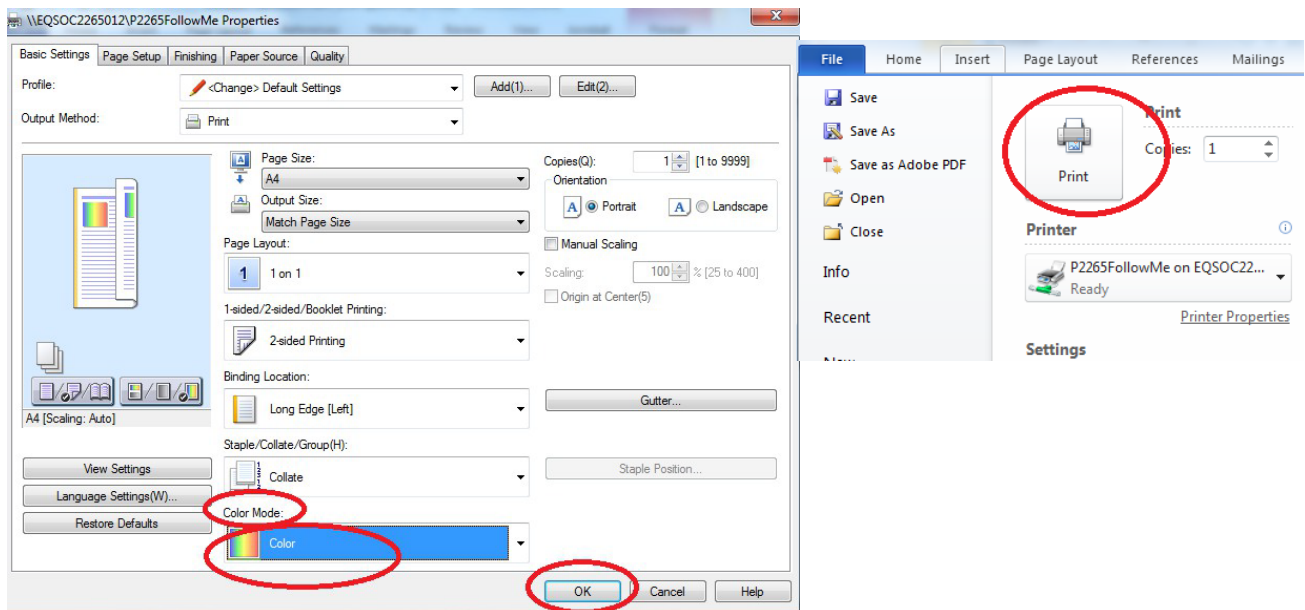 \\EQSOC2265012\P2265FollowMe Properties
Basic Settings Page Setup Finishing Paper Source Quality
Profile:
<Change> Default Settings
Add(1)...
Edit(2)...
Output Method:
Print
Page Size:
A4
Output Size:
Match Page Size
Page Layout:
1
1 on 1
1-sided/2-sided/Booklet Printing:
2-sided Printing
Binding Location:
Long Edge [Left]
Staple/Collate/Group(H):
Collate
Color Mode:
Color
Copies(Q): 1 [1 to 9999]
Orientation
A Portrait A Landscape
Manual Scaling
Scaling: 100 % [25 to 400]
Origin at Center(5)
Gutter...
Staple Position...
A4 [Scaling: Auto]
View Settings
Language Settings(W)...
Restore Defaults
OK Cancel Help
File Home Insert Page Layout References Mailings
Save
Save As
Save as Adobe PDF
Open
Close
Info
Recent
Print
Print
Copies: 1
Printer
P2265FollowMe on EQSOC22...
Ready
Printer Properties
Settings